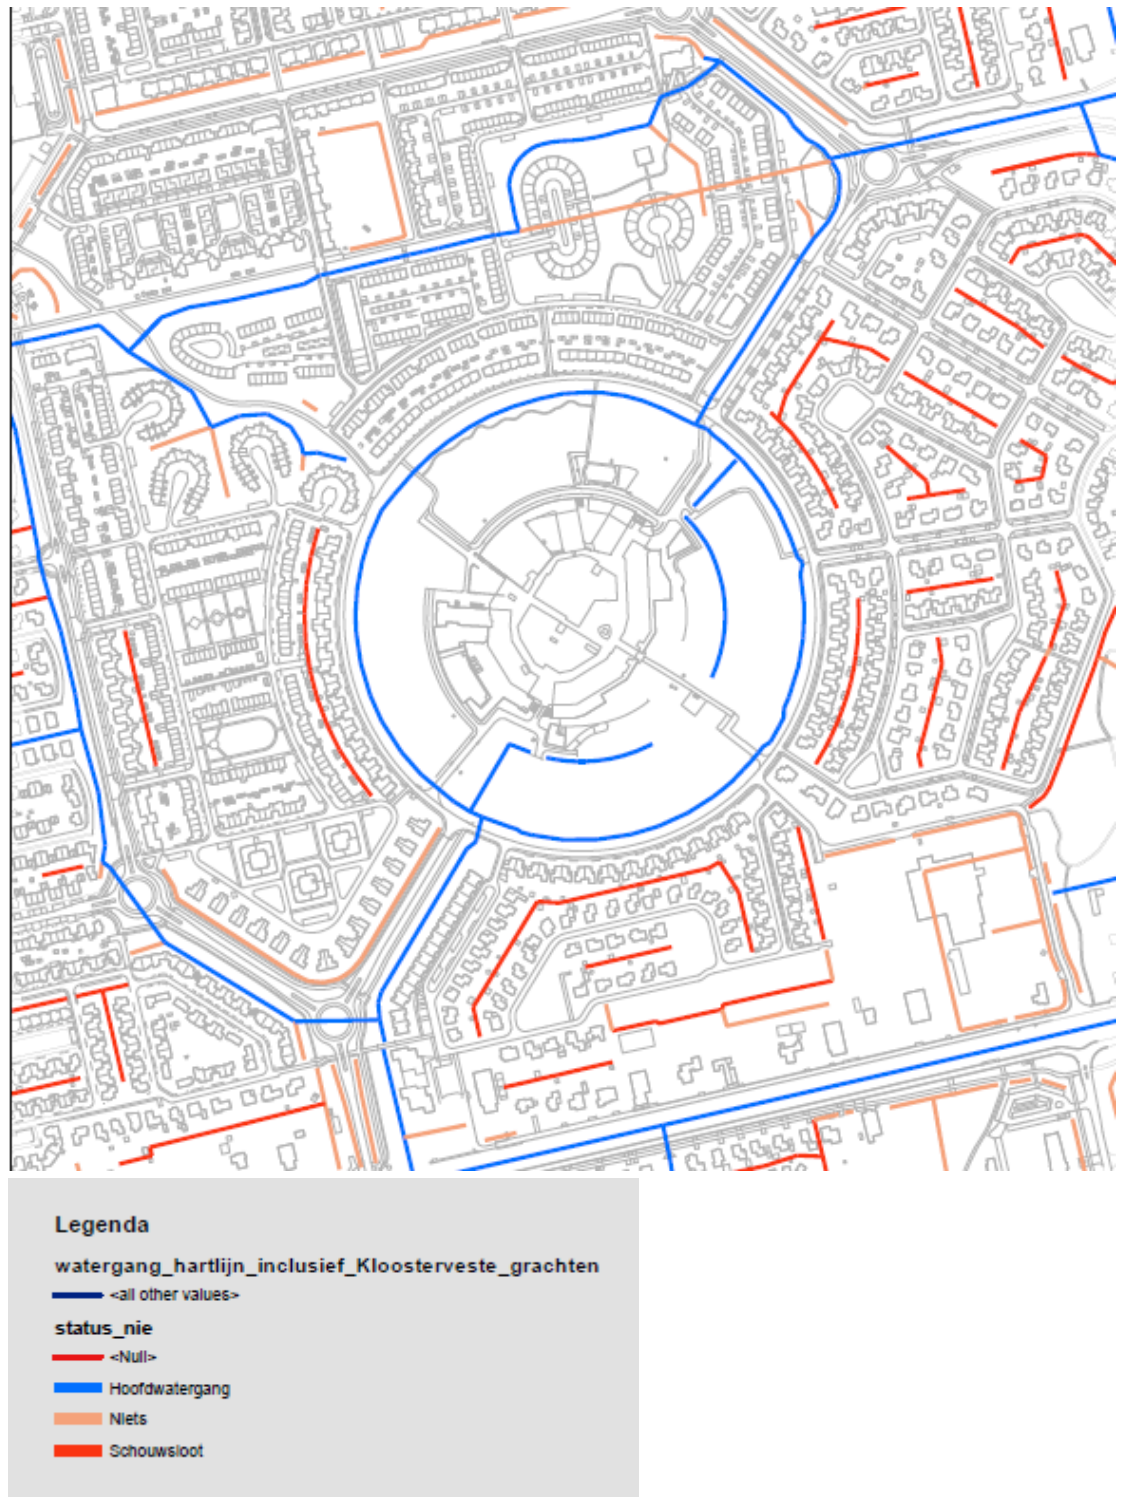 Legenda
watergang_hartlijn_inclusief_Kloosterveste_grachten
<all other values>
status_nie
<Null>
Hoofdwatergang
Niets
Schouwsloot